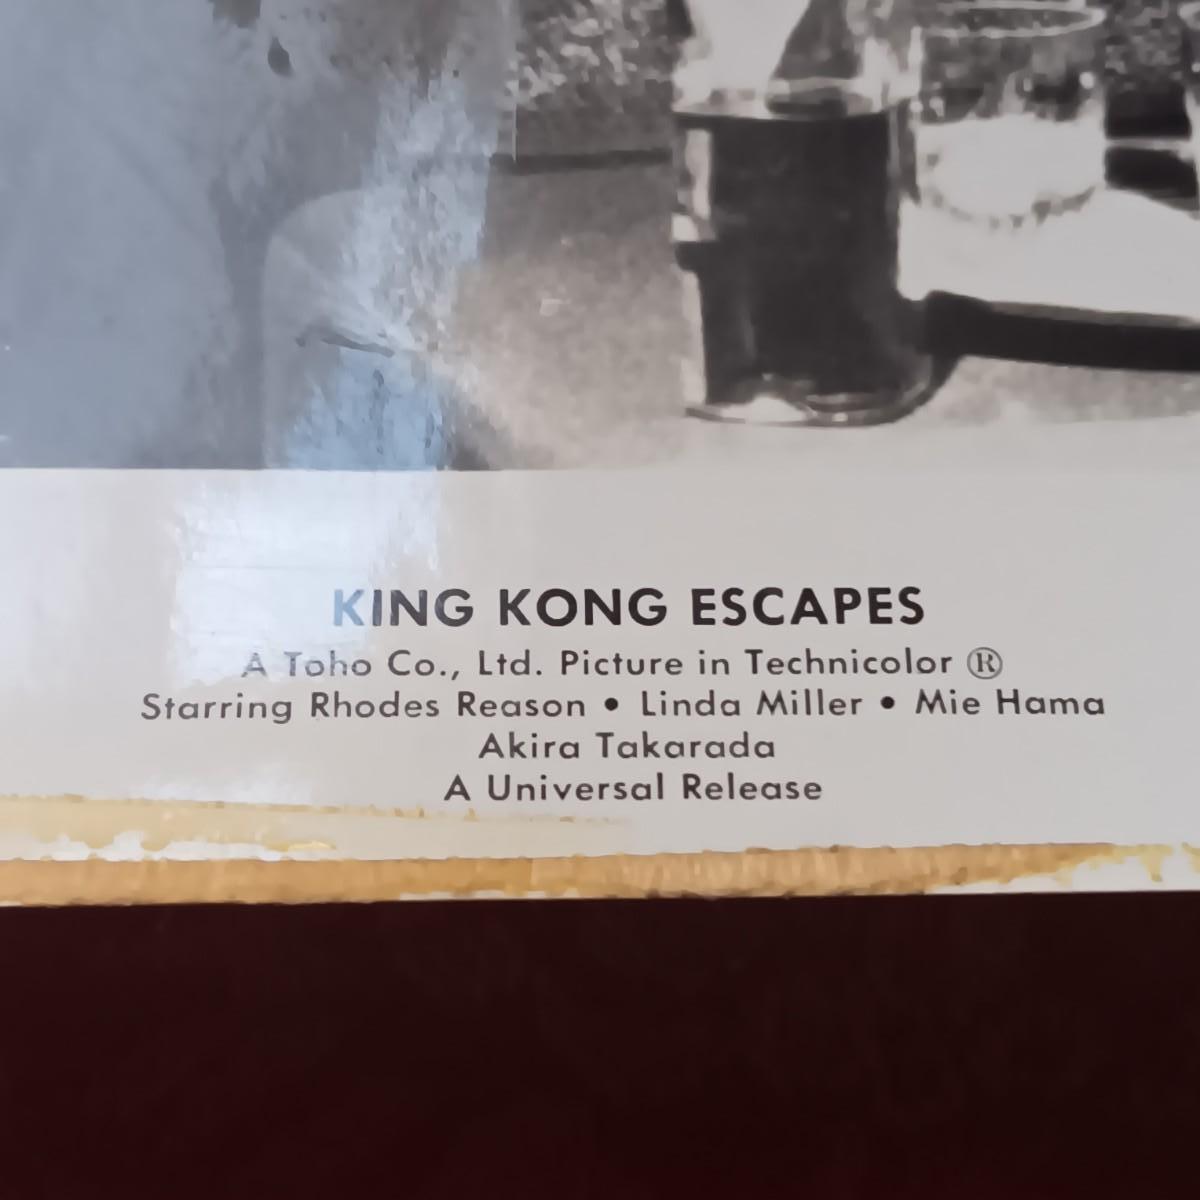 KING KONG ESCAPES
A Toho Co., Ltd. Picture in Technicolor ®
Starring Rhodes Reason • Linda Miller • Mie Hama
Akira Takarada
A Universal Release